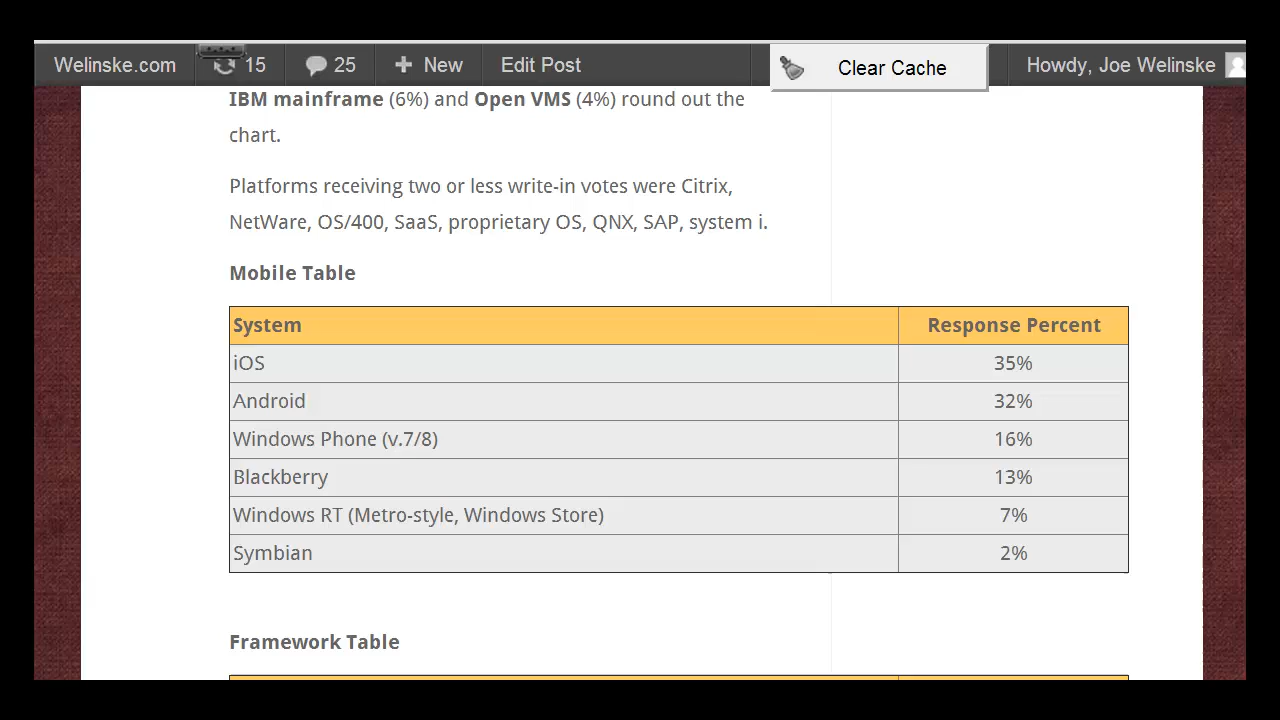 Welinske.com 15 25 + New Edit Post Clear Cache Howdy, Joe Welinske
IBM mainframe (6%) and Open VMS (4%) round out the
chart.
Platforms receiving two or less write-in votes were Citrix,
NetWare, OS/400, SaaS, proprietary OS, QNX, SAP, system i.
Mobile Table
System Response Percent
iOS 35%
Android 32%
Windows Phone (v.7/8) 16%
Blackberry 13%
Windows RT (Metro-style, Windows Store) 7%
Symbian 2%
Framework Table